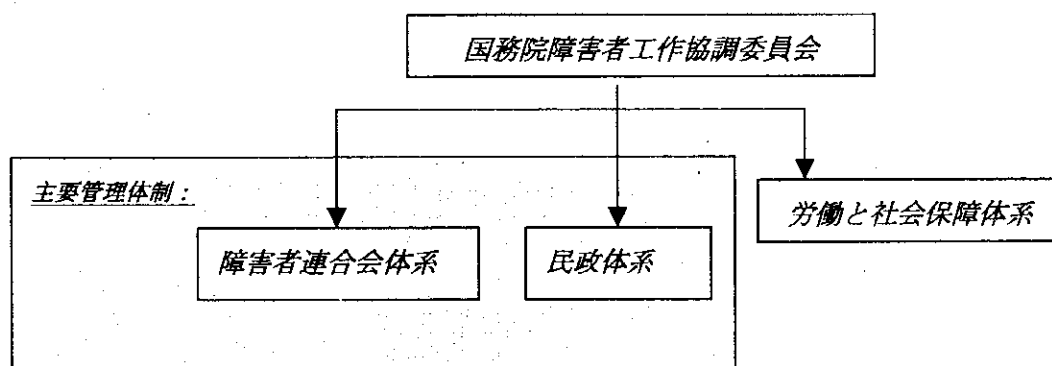 国務院障害者工作協調委員会
主要管理体制：
労働と社会保障体系
障害者連合会体系
民政体系